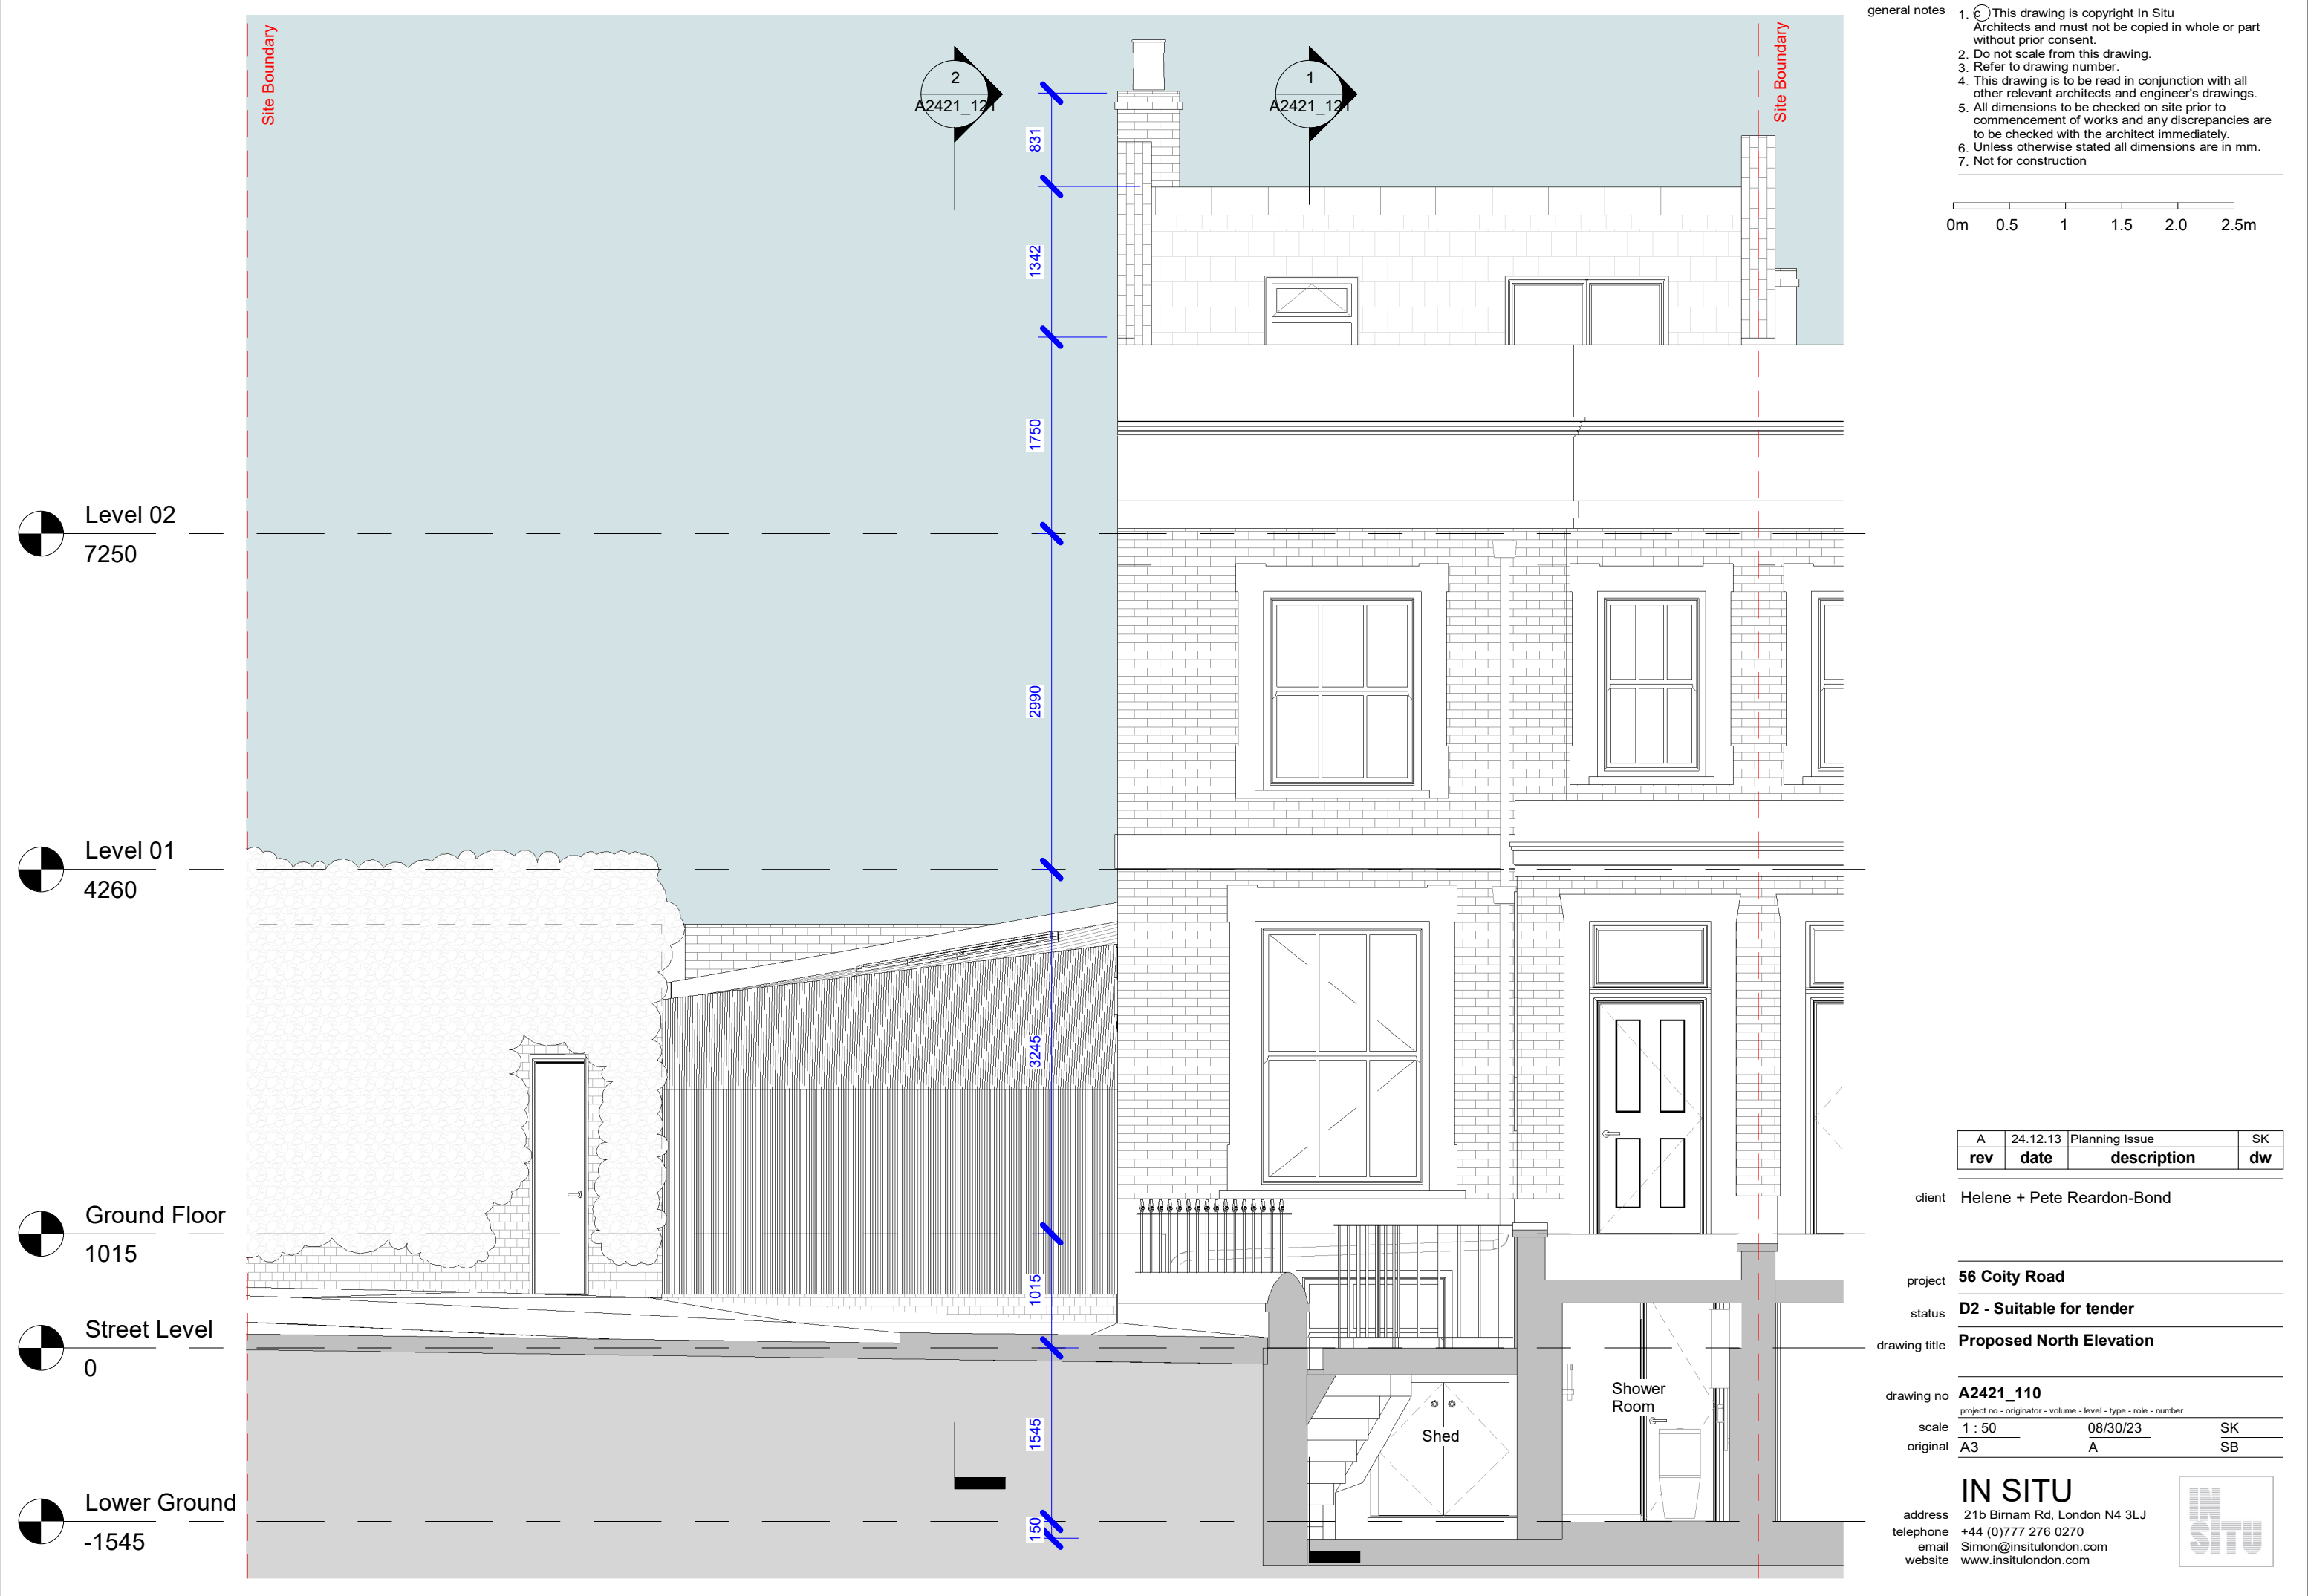 Site Boundary
2
A2421_121
1
A2421_121
Site Boundary
831
1342
1750
2990
3245
1015
1545
150
Level 02
7250
Level 01
4260
Ground Floor
1015
Street Level
0
Lower Ground
-1545
Shed
Shower
Room
general notes
1. c This drawing is copyright In Situ
Architects and must not be copied in whole or part
without prior consent.
2. Do not scale from this drawing.
3. Refer to drawing number.
4. This drawing is to be read in conjunction with all
other relevant architects and engineer's drawings.
5. All dimensions to be checked on site prior to
commencement of works and any discrepancies are
to be checked with the architect immediately.
6. Unless otherwise stated all dimensions are in mm.
7. Not for construction
0m 0.5 1 1.5 2.0 2.5m
A 24.12.13 Planning Issue SK
rev date description dw
client Helene + Pete Reardon-Bond
project 56 Coity Road
status D2 - Suitable for tender
drawing title Proposed North Elevation
drawing no A2421_110
project no - originator - volume - level - type - role - number
scale 1 : 50 08/30/23 SK
original A3 A SB
IN SITU
address 21b Birnam Rd, London N4 3LJ
telephone +44 (0)777 276 0270
email Simon@insitulondon.com
website www.insitulondon.com
IN
SITU